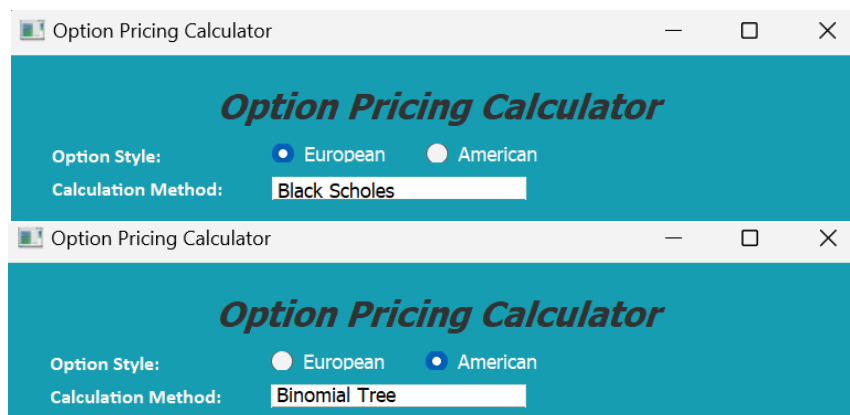 Option Pricing Calculator
Option Pricing Calculator
Option Style: European American
Calculation Method: Black Scholes
Option Pricing Calculator
Option Pricing Calculator
Option Style: European American
Calculation Method: Binomial Tree